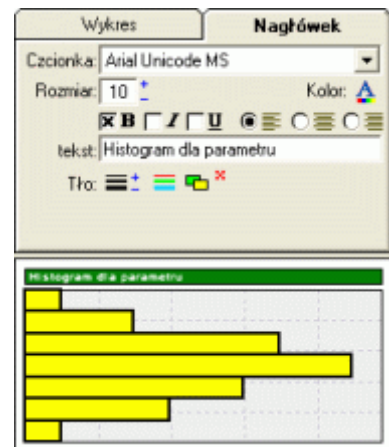 Wykres Nagłówek
Czcionka: Arial Unicode MS
Rozmiar: 10 + - Kolor: A
B I U
tekst: Histogram dla parametru
Tło: + - ×
Histogram dla parametru